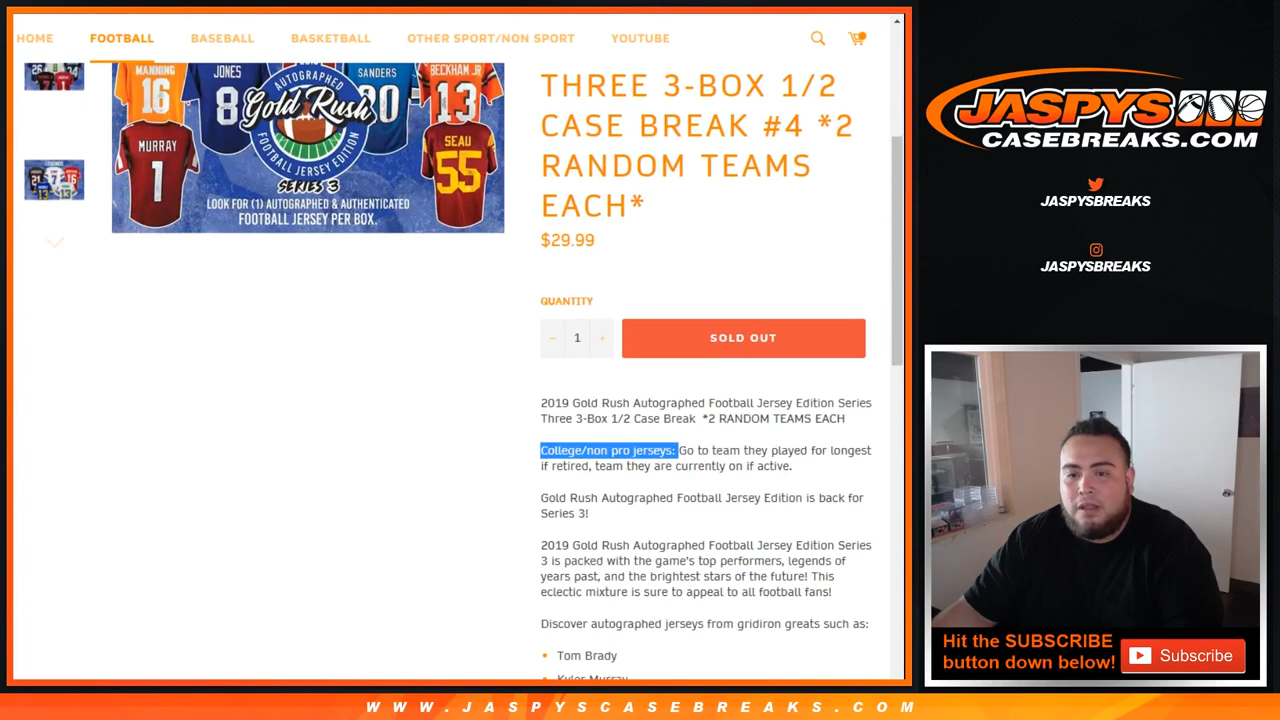 HOME FOOTBALL BASEBALL BASKETBALL OTHER SPORT/NON SPORT YOUTUBE
MANNING
16
JONES
8
AUTOGRAPHED
Gold Rush
FOOTBALL JERSEY EDITION
SERIES 3
SANDERS
20
BECKHAM JR
13
MURRAY
1
SEAU
55
LOOK FOR (1) AUTOGRAPHED & AUTHENTICATED
FOOTBALL JERSEY PER BOX.
THREE 3-BOX 1/2
CASE BREAK #4 *2
RANDOM TEAMS
EACH*
$29.99
QUANTITY
− 1 +
SOLD OUT
2019 Gold Rush Autographed Football Jersey Edition Series
Three 3-Box 1/2 Case Break *2 RANDOM TEAMS EACH
College/non pro jerseys: Go to team they played for longest
if retired, team they are currently on if active.
Gold Rush Autographed Football Jersey Edition is back for
Series 3!
2019 Gold Rush Autographed Football Jersey Edition Series
3 is packed with the game's top performers, legends of
years past, and the brightest stars of the future! This
eclectic mixture is sure to appeal to all football fans!
Discover autographed jerseys from gridiron greats such as:
• Tom Brady
• Kyler Murray
JASPYS
CASEBREAKS.COM
JASPYSBREAKS
JASPYSBREAKS
Hit the SUBSCRIBE
button down below!
Subscribe
WWW.JASPYSCASEBREAKS.COM